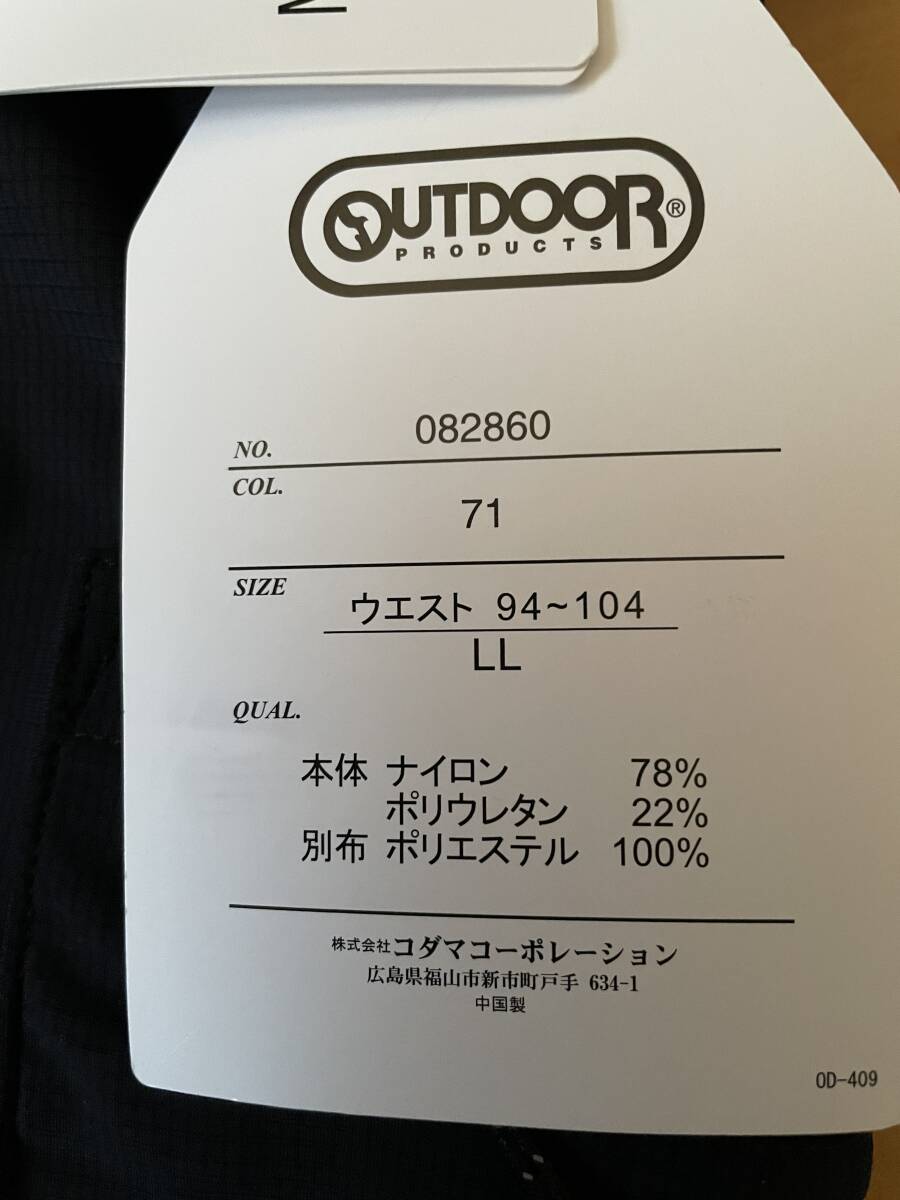 OUTDOOR®
PRODUCTS
NO. 082860
COL. 71
SIZE ウエスト 94~104
LL
QUAL.
本体 ナイロン 78%
ポリウレタン 22%
別布 ポリエステル 100%
株式会社コダマコーポレーション
広島県福山市新市町戸手 634-1
中国製
OD-409